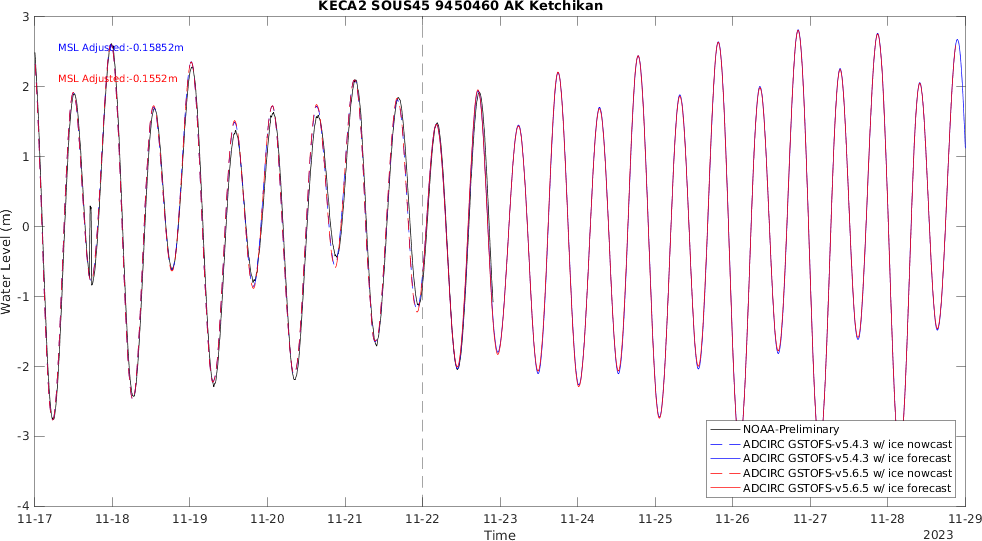 KECA2 SOUS45 9450460 AK Ketchikan
MSL Adjusted:-0.15852m
MSL Adjusted:-0.1552m
Water Level (m)
3
2
1
0
-1
-2
-3
-4
NOAA-Preliminary
ADCIRC GSTOFS-v5.4.3 w/ ice nowcast
ADCIRC GSTOFS-v5.4.3 w/ ice forecast
ADCIRC GSTOFS-v5.6.5 w/ ice nowcast
ADCIRC GSTOFS-v5.6.5 w/ ice forecast
11-17 11-18 11-19 11-20 11-21 11-22 11-23 11-24 11-25 11-26 11-27 11-28 11-29
Time
2023